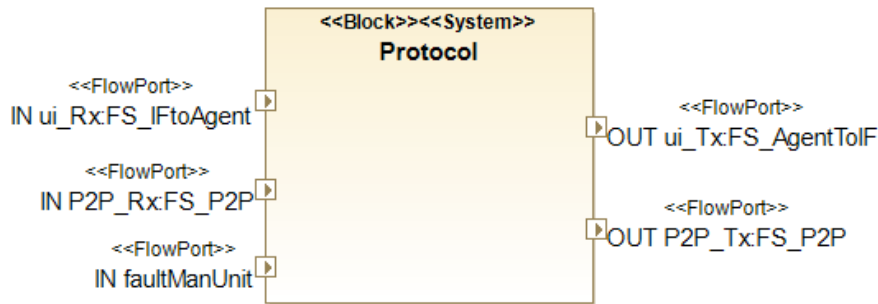 <<Block>><<System>>
Protocol
<<FlowPort>>
IN ui_Rx:FS_IFtoAgent
<<FlowPort>>
IN P2P_Rx:FS_P2P
<<FlowPort>>
IN faultManUnit
<<FlowPort>>
OUT ui_Tx:FS_AgentToIF
<<FlowPort>>
OUT P2P_Tx:FS_P2P